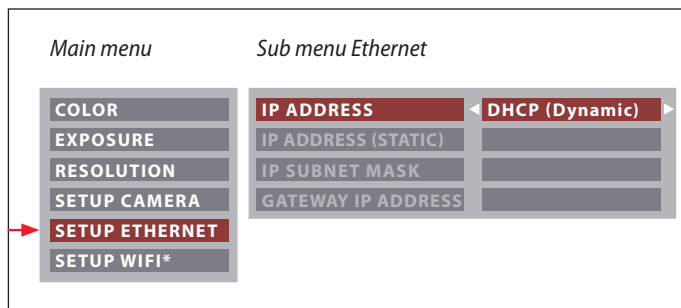 Main menu
Sub menu Ethernet
COLOR
EXPOSURE
RESOLUTION
SETUP CAMERA
SETUP ETHERNET
SETUP WIFI*
IP ADDRESS DHCP (Dynamic)
IP ADDRESS (STATIC)
IP SUBNET MASK
GATEWAY IP ADDRESS